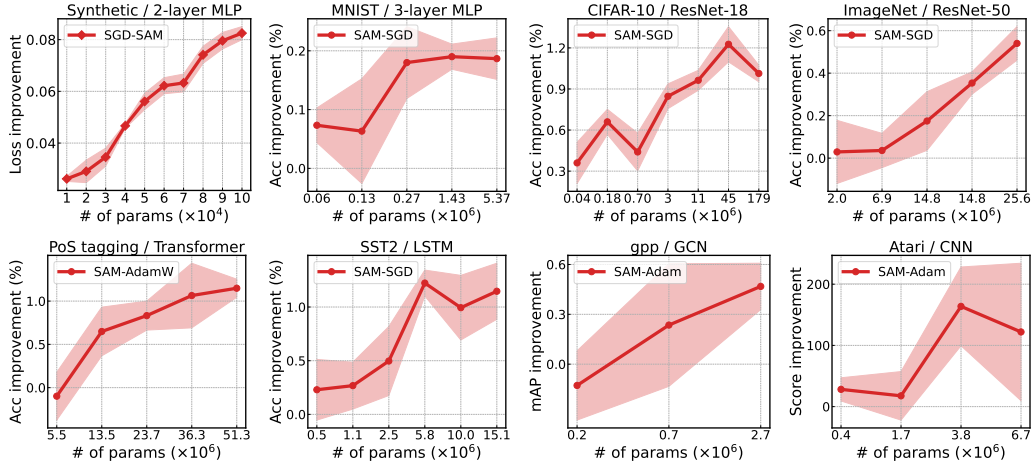 Synthetic / 2-layer MLP
SGD-SAM
Loss improvement
0.08
0.06
0.04
1 2 3 4 5 6 7 8 9 10
# of params (×10⁴)
MNIST / 3-layer MLP
SAM-SGD
Acc improvement (%)
0.2
0.1
0.0
0.06 0.13 0.27 1.43 5.37
# of params (×10⁶)
CIFAR-10 / ResNet-18
SAM-SGD
Acc improvement (%)
1.2
0.9
0.6
0.3
0.04 0.18 0.70 3 11 45 179
# of params (×10⁶)
ImageNet / ResNet-50
SAM-SGD
Acc improvement (%)
0.6
0.4
0.2
0.0
2.0 6.9 14.8 14.8 25.6
# of params (×10⁶)
PoS tagging / Transformer
SAM-AdamW
Acc improvement (%)
1.0
0.5
0.0
5.5 13.5 23.7 36.3 51.3
# of params (×10⁶)
SST2 / LSTM
SAM-SGD
Acc improvement (%)
1.0
0.5
0.0
0.5 1.1 2.5 5.8 10.0 15.1
# of params (×10⁶)
gpp / GCN
SAM-Adam
mAP improvement
0.6
0.0
0.2 0.7 2.7
# of params (×10⁶)
Atari / CNN
SAM-Adam
Score improvement
200
100
0
0.4 1.7 3.8 6.7
# of params (×10⁶)